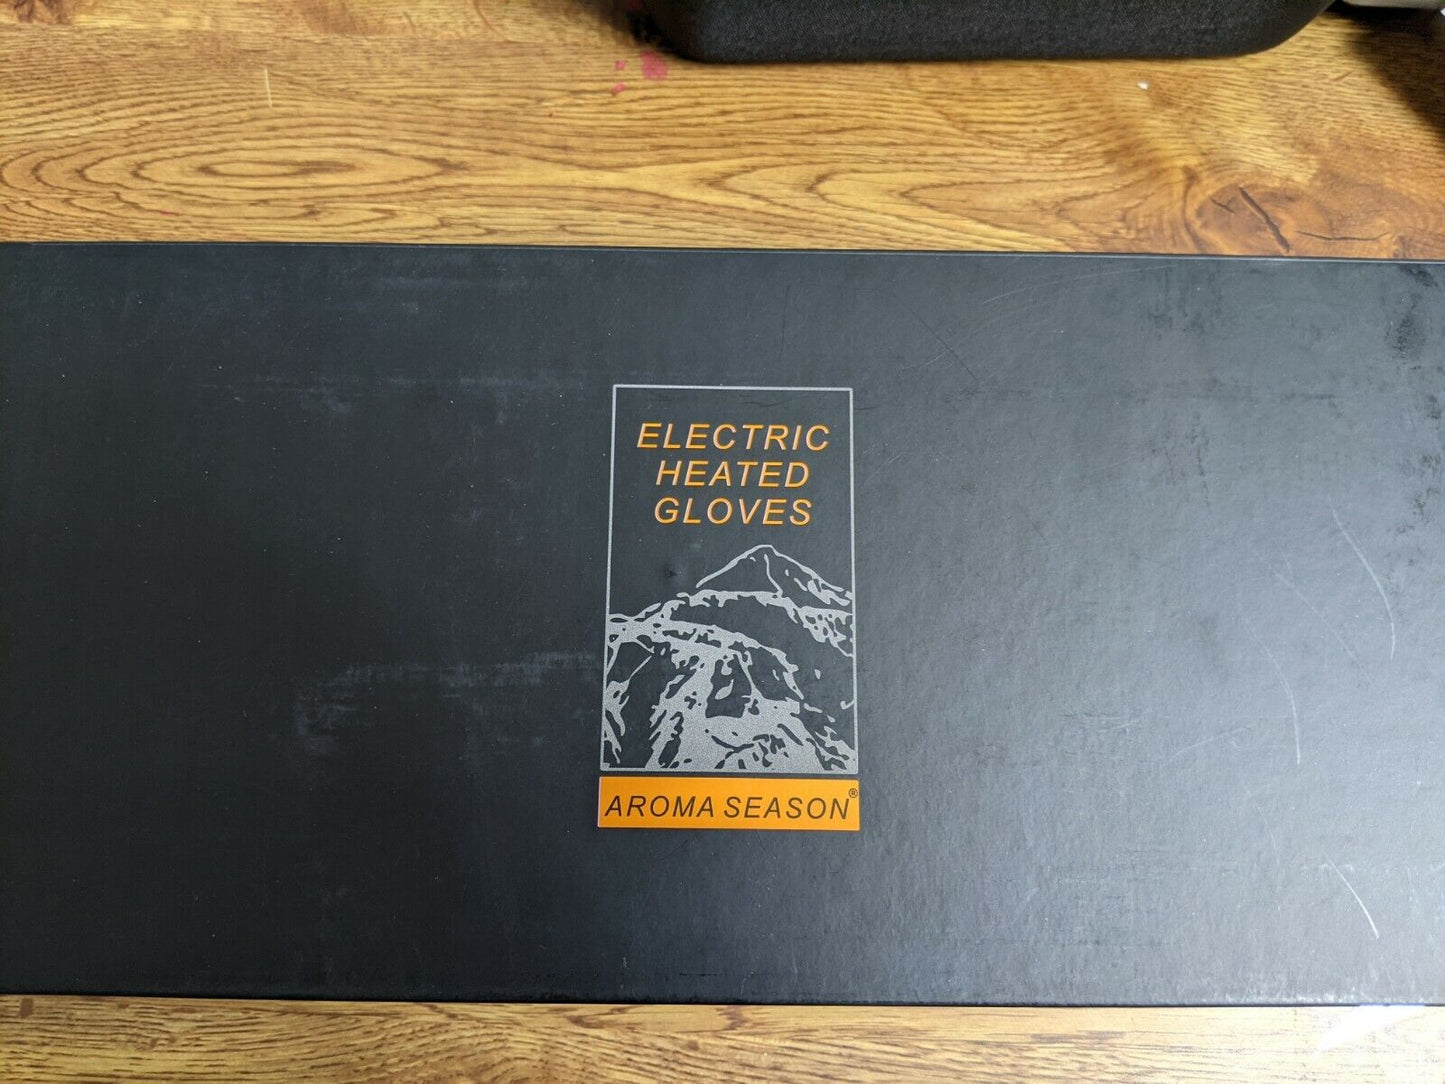 ELECTRIC
HEATED
GLOVES
AROMA SEASON®